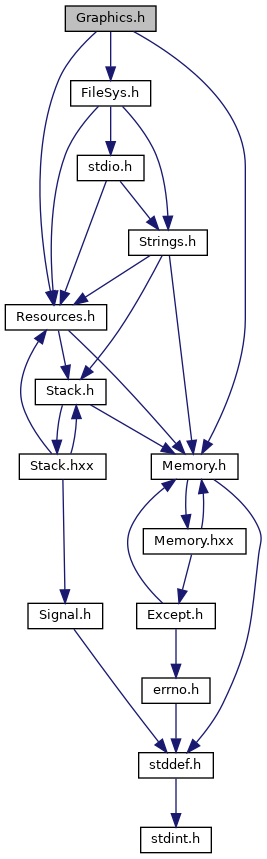 Graphics.h
FileSys.h
stdio.h
Strings.h
Resources.h
Stack.h
Stack.hxx
Memory.h
Memory.hxx
Signal.h
Except.h
errno.h
stddef.h
stdint.h